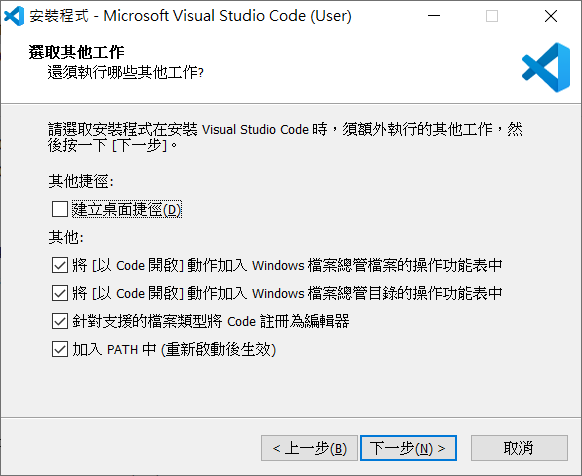 安裝程式 - Microsoft Visual Studio Code (User)
選取其他工作
還須執行哪些其他工作?
請選取安裝程式在安裝 Visual Studio Code 時，須額外執行的其他工作，然
後按一下 [下一步]。
其他捷徑:
建立桌面捷徑(D)
其他:
將 [以 Code 開啟] 動作加入 Windows 檔案總管檔案的操作功能表中
將 [以 Code 開啟] 動作加入 Windows 檔案總管目錄的操作功能表中
針對支援的檔案類型將 Code 註冊為編輯器
加入 PATH 中 (重新啟動後生效)
< 上一步(B) 下一步(N) > 取消